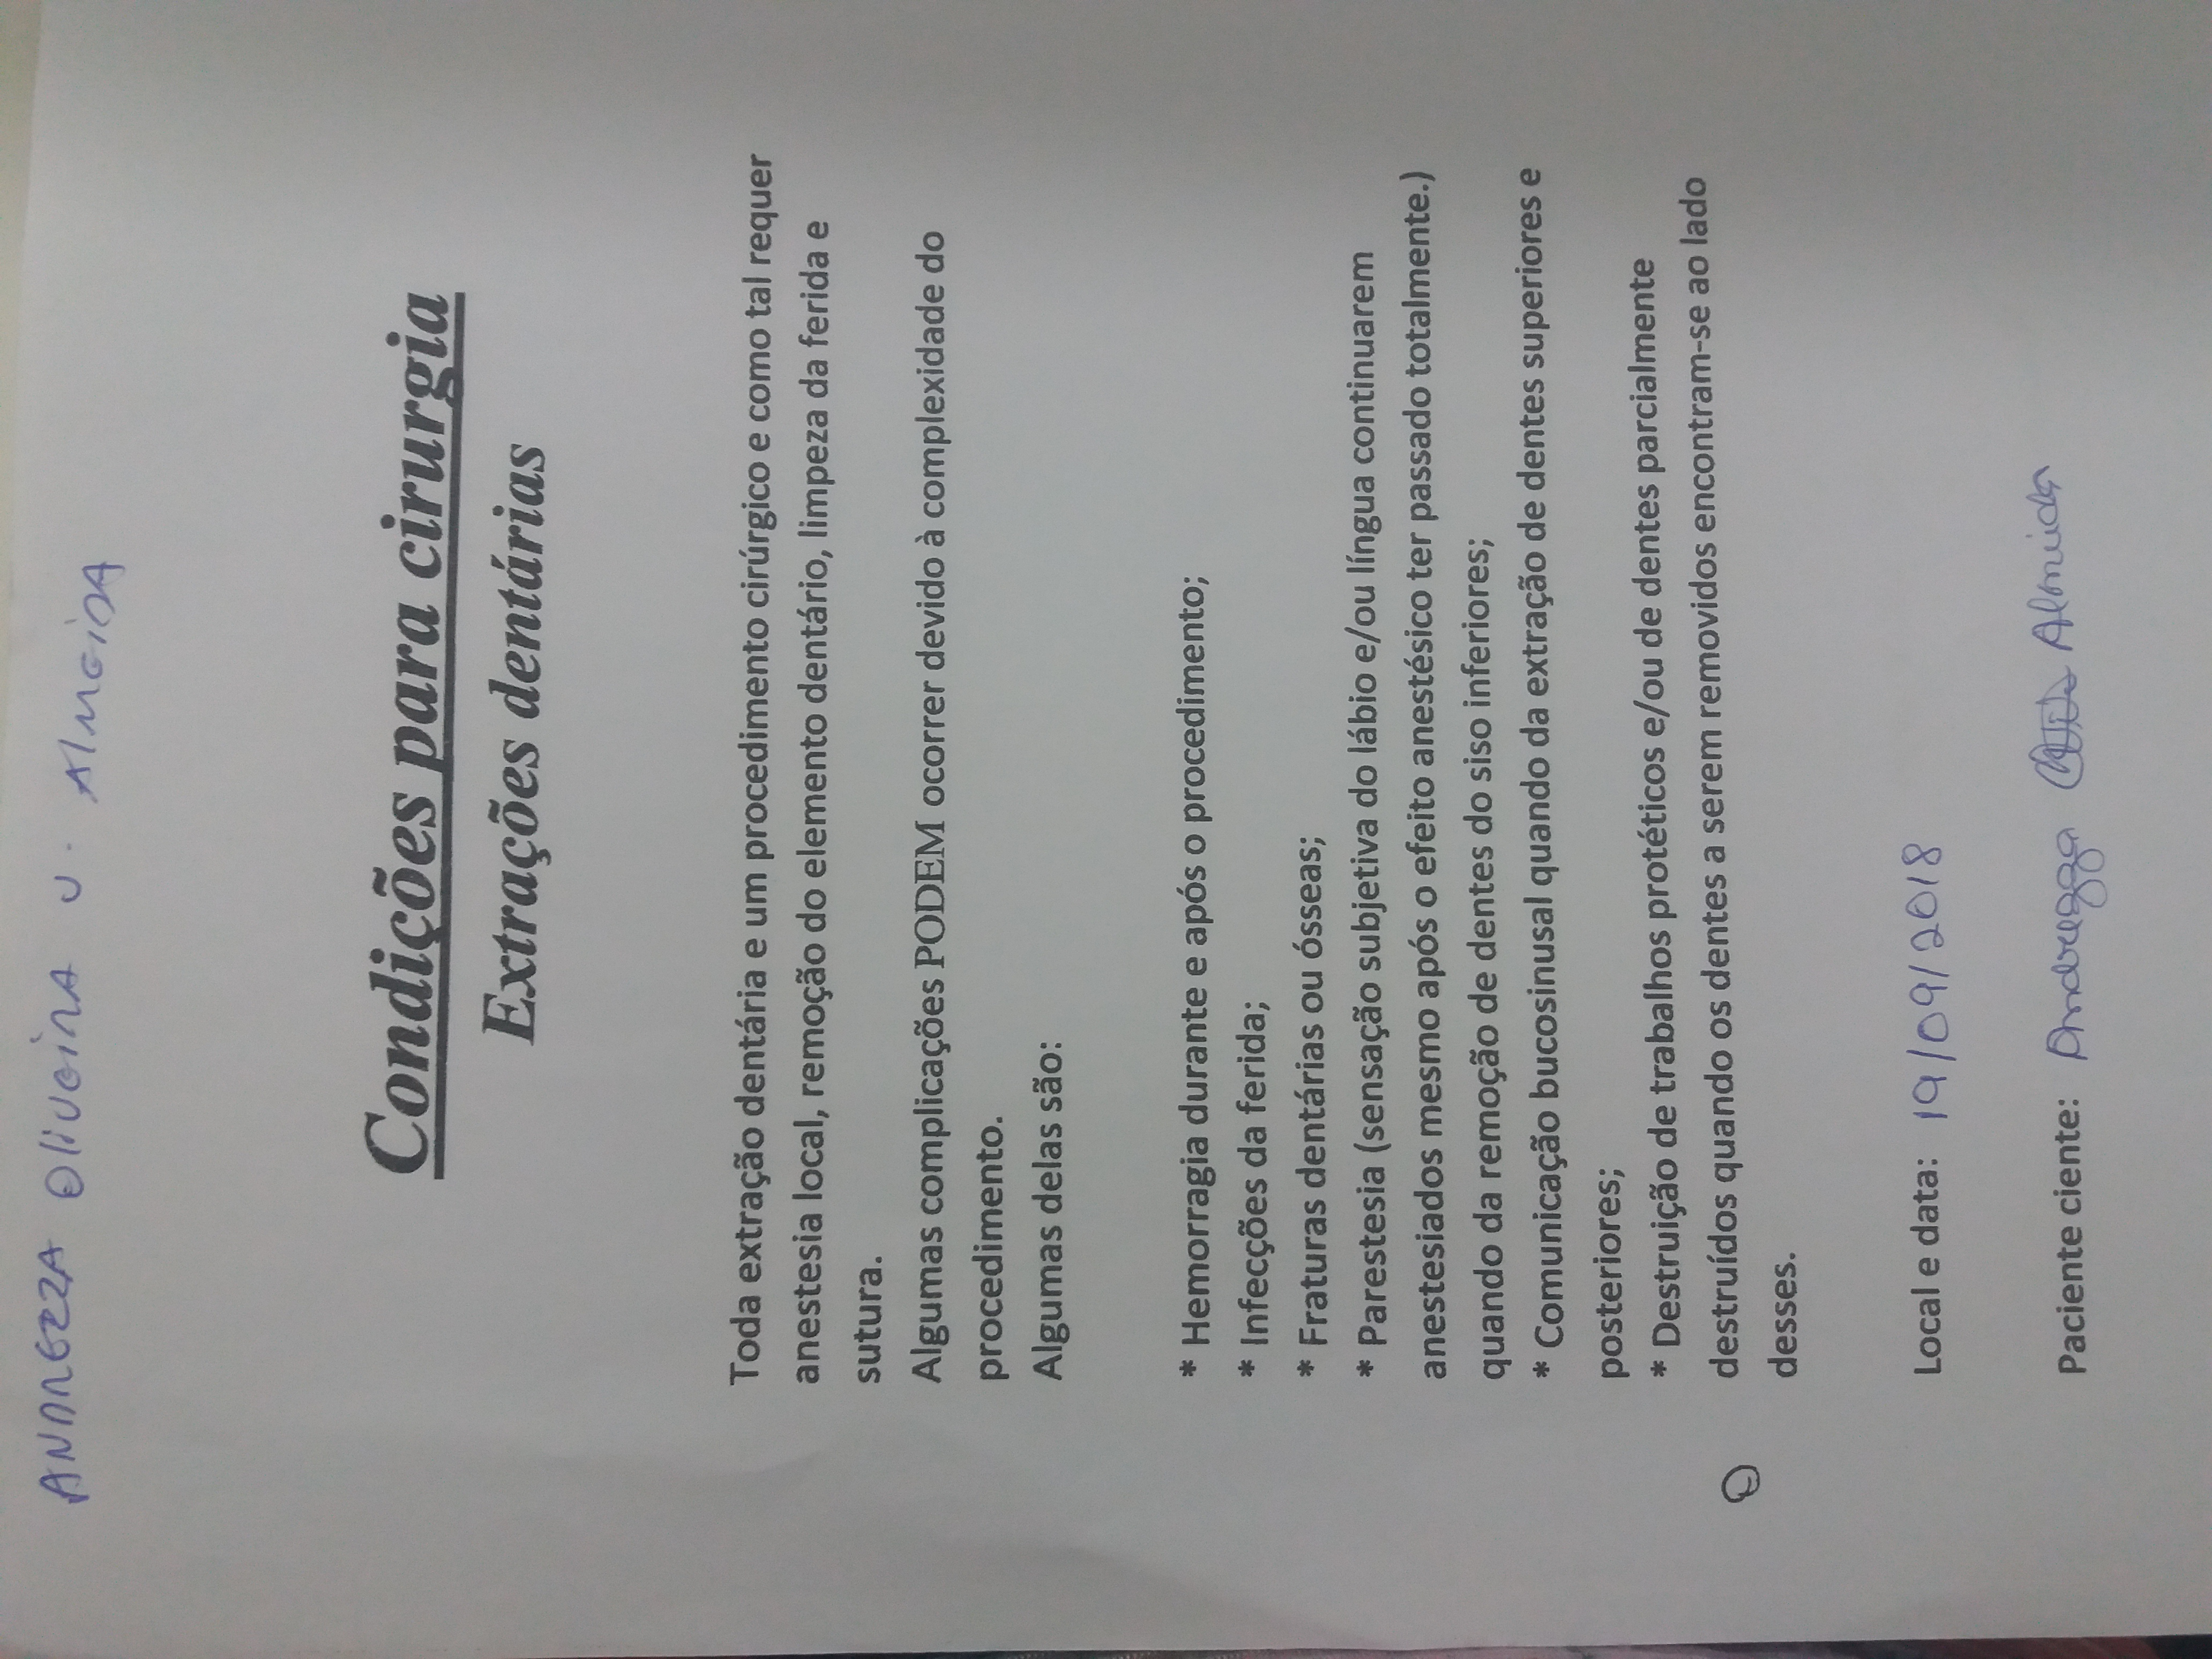 ANDREZZA OliVEiRA V. AlMEiDA
Condições para cirurgia
Extrações dentárias
Toda extração dentária e um procedimento cirúrgico e como tal requer
anestesia local, remoção do elemento dentário, limpeza da ferida e
sutura.
Algumas complicações PODEM ocorrer devido à complexidade do
procedimento.
Algumas delas são:
* Hemorragia durante e após o procedimento;
* Infecções da ferida;
* Fraturas dentárias ou ósseas;
* Parestesia (sensação subjetiva do lábio e/ou língua continuarem
anestesiados mesmo após o efeito anestésico ter passado totalmente.)
quando da remoção de dentes do siso inferiores;
* Comunicação bucosinusal quando da extração de dentes superiores e
posteriores;
* Destruição de trabalhos protéticos e/ou de dentes parcialmente
destruídos quando os dentes a serem removidos encontram-se ao lado
desses.
Local e data: 19/09/2018
Paciente ciente: Andrezza Almeida